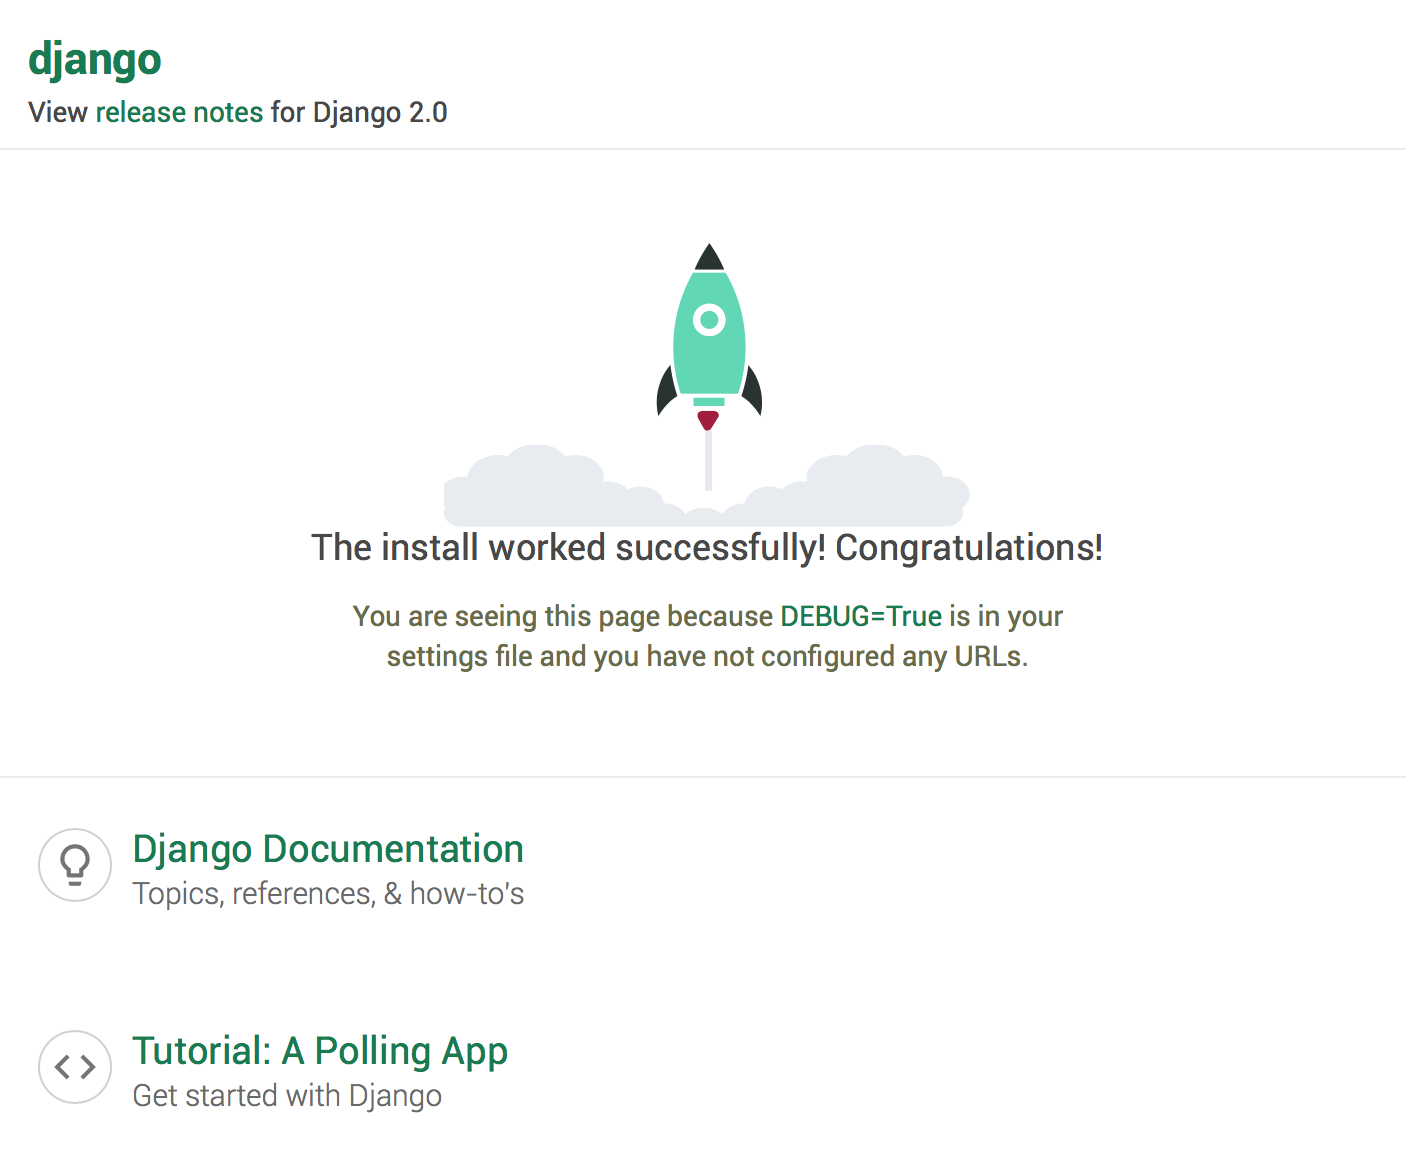 django
View release notes for Django 2.0
The install worked successfully! Congratulations!
You are seeing this page because DEBUG=True is in your
settings file and you have not configured any URLs.
Django Documentation
Topics, references, & how-to's
Tutorial: A Polling App
Get started with Django